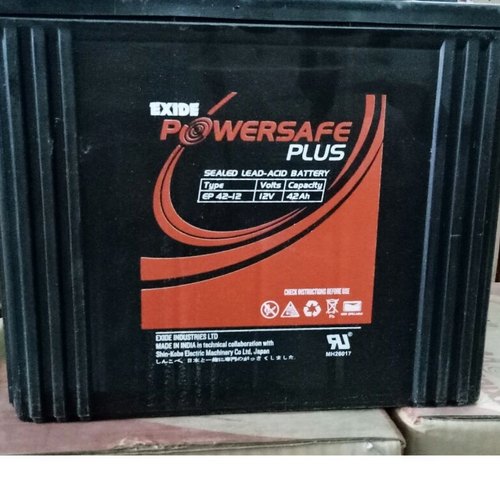 EXIDE
POWERSAFE
PLUS
SEALED LEAD-ACID BATTERY
Type Volts Capacity
EP 42-12 12V 42Ah
CHECK INSTRUCTIONS BEFORE USE
Pb
EXIDE INDUSTRIES LTD
MADE IN INDIA in technical collaboration with
Shin-Kobe Electric Machinery Co Ltd, Japan
MH26017